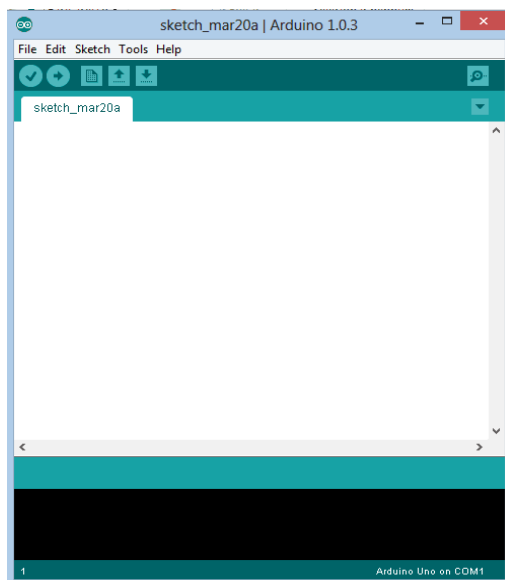 sketch_mar20a | Arduino 1.0.3
File Edit Sketch Tools Help
sketch_mar20a
1
Arduino Uno on COM1